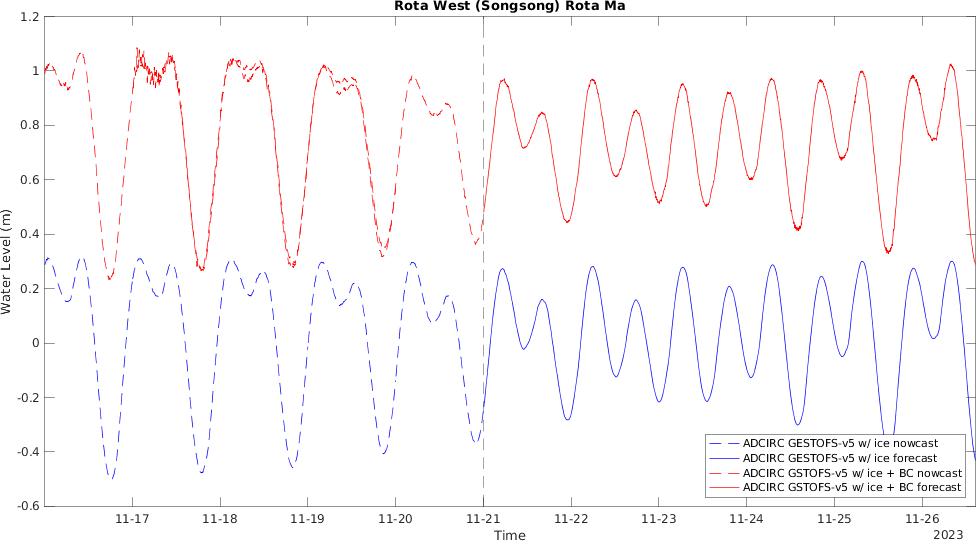 Rota West (Songsong) Rota Ma
Water Level (m)
1.2
1
0.8
0.6
0.4
0.2
0
-0.2
-0.4
-0.6
ADCIRC GESTOFS-v5 w/ ice nowcast
ADCIRC GESTOFS-v5 w/ ice forecast
ADCIRC GSTOFS-v5 w/ ice + BC nowcast
ADCIRC GSTOFS-v5 w/ ice + BC forecast
11-17 11-18 11-19 11-20 11-21 11-22 11-23 11-24 11-25 11-26
Time
2023